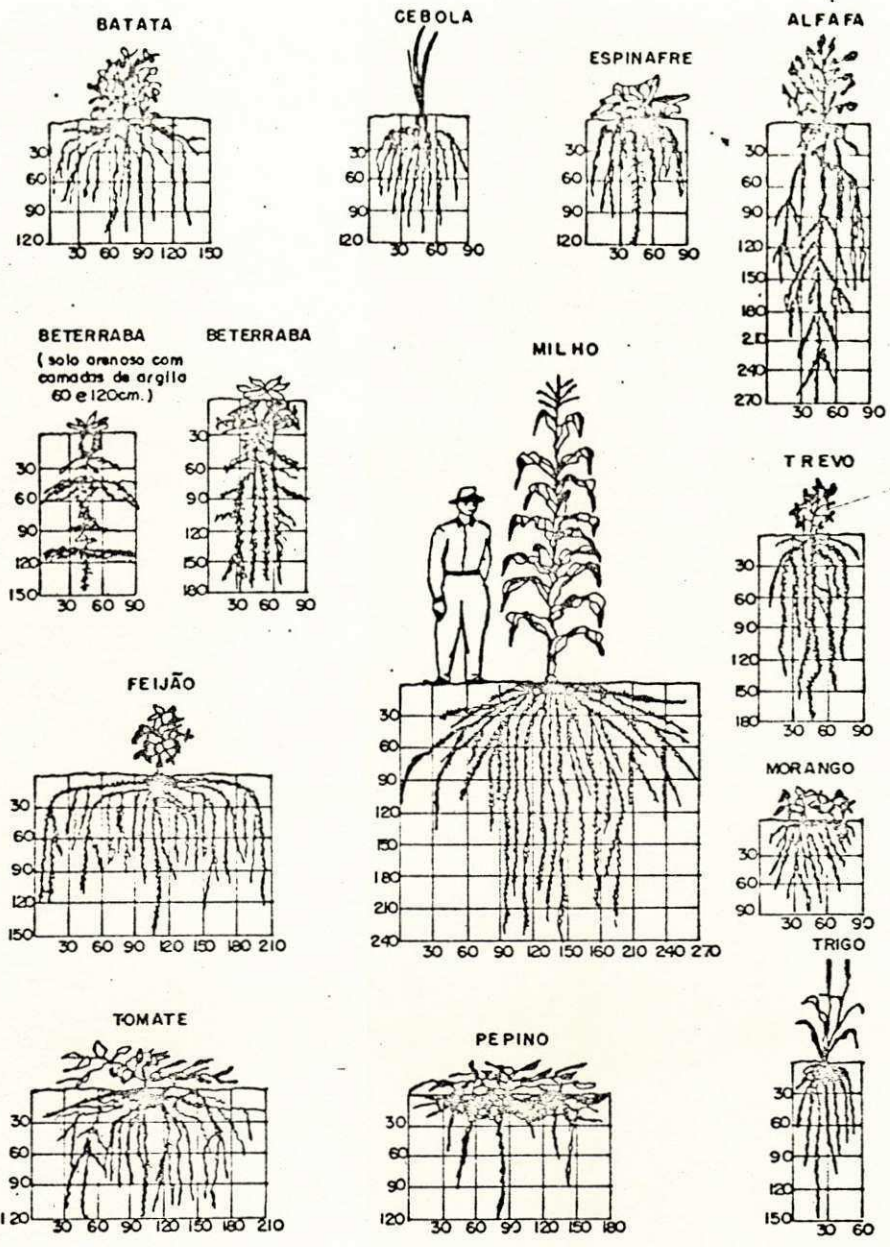 BATATA
30
60
90
120
30 60 90 120 150
CEBOLA
30
60
90
120
30 60 90
ESPINAFRE
30
60
90
120
30 60 90
ALFAFA
30
60
90
120
150
180
210
240
270
30 60 90
BETERRABA
(solo arenoso com
camadas de argila
60 e 120cm.)
30
60
90
120
150
30 60 90
BETERRABA
30
60
90
120
150
180
30 60 90
MILHO
30
60
90
120
150
180
210
240
30 60 90 120 150 160 210 240 270
TREVO
30
60
90
120
150
180
30 60
FEIJÃO
30
60
90
120
150
30 60 90 120 150 180 210
MORANGO
30
60
90
30 60 90
TOMATE
30
60
90
120
30 60 90 120 150 180 210
PEPINO
30
60
90
120
30 60 90 120 150 180
TRIGO
30
60
90
120
150
30 60